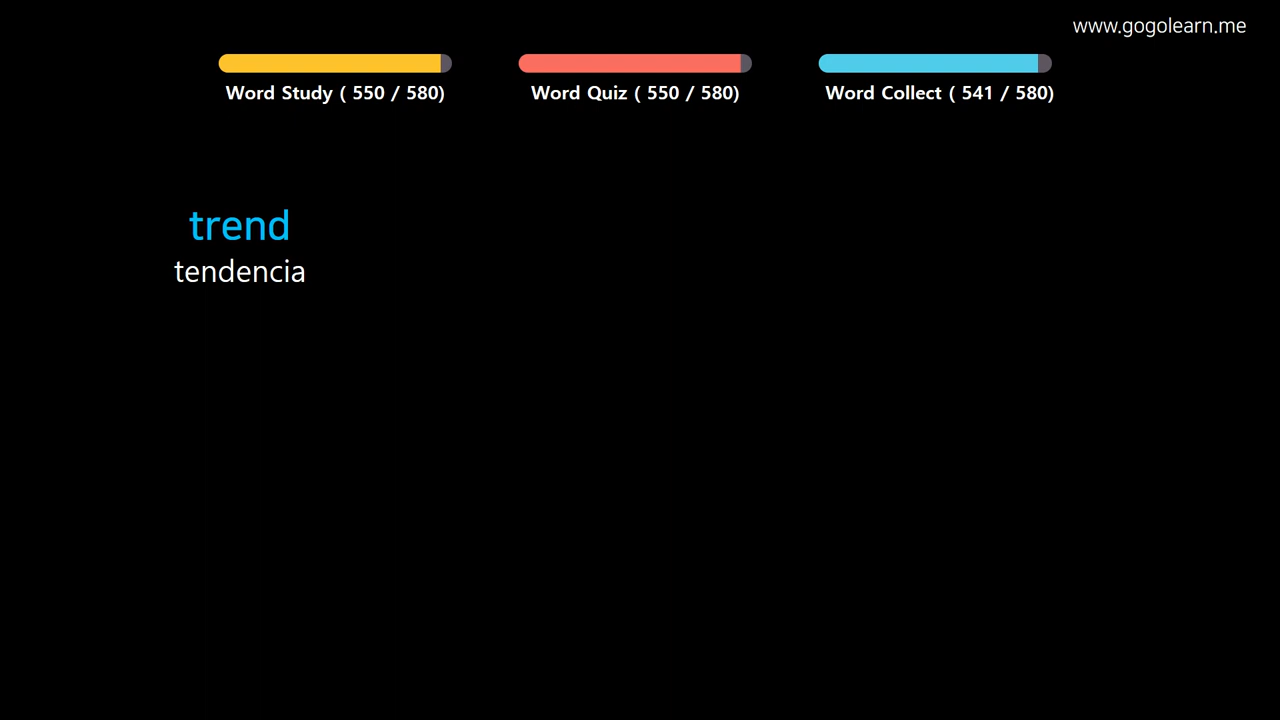 www.gogolearn.me
Word Study ( 550 / 580)
Word Quiz ( 550 / 580)
Word Collect ( 541 / 580)
trend
tendencia